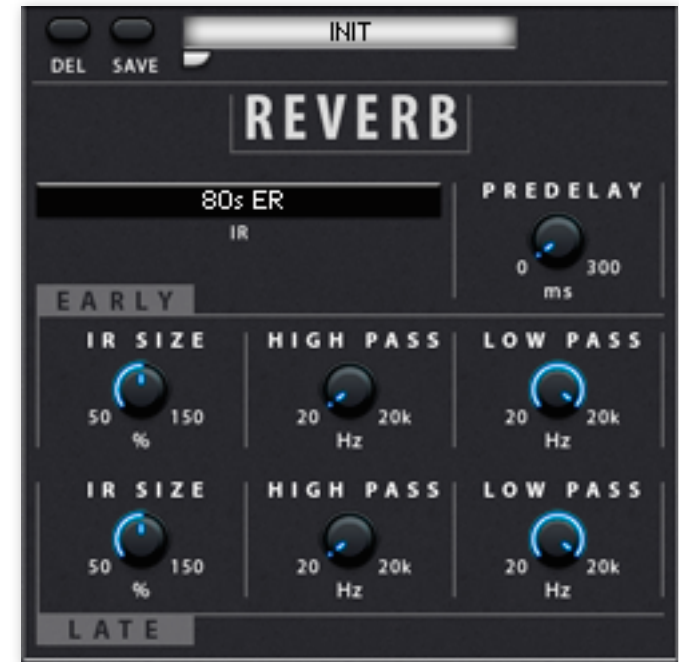 INIT
DEL SAVE
REVERB
80s ER
IR
PREDELAY
0 300
ms
EARLY
IR SIZE HIGH PASS LOW PASS
50 150 20 20k 20 20k
% Hz Hz
IR SIZE HIGH PASS LOW PASS
50 150 20 20k 20 20k
% Hz Hz
LATE